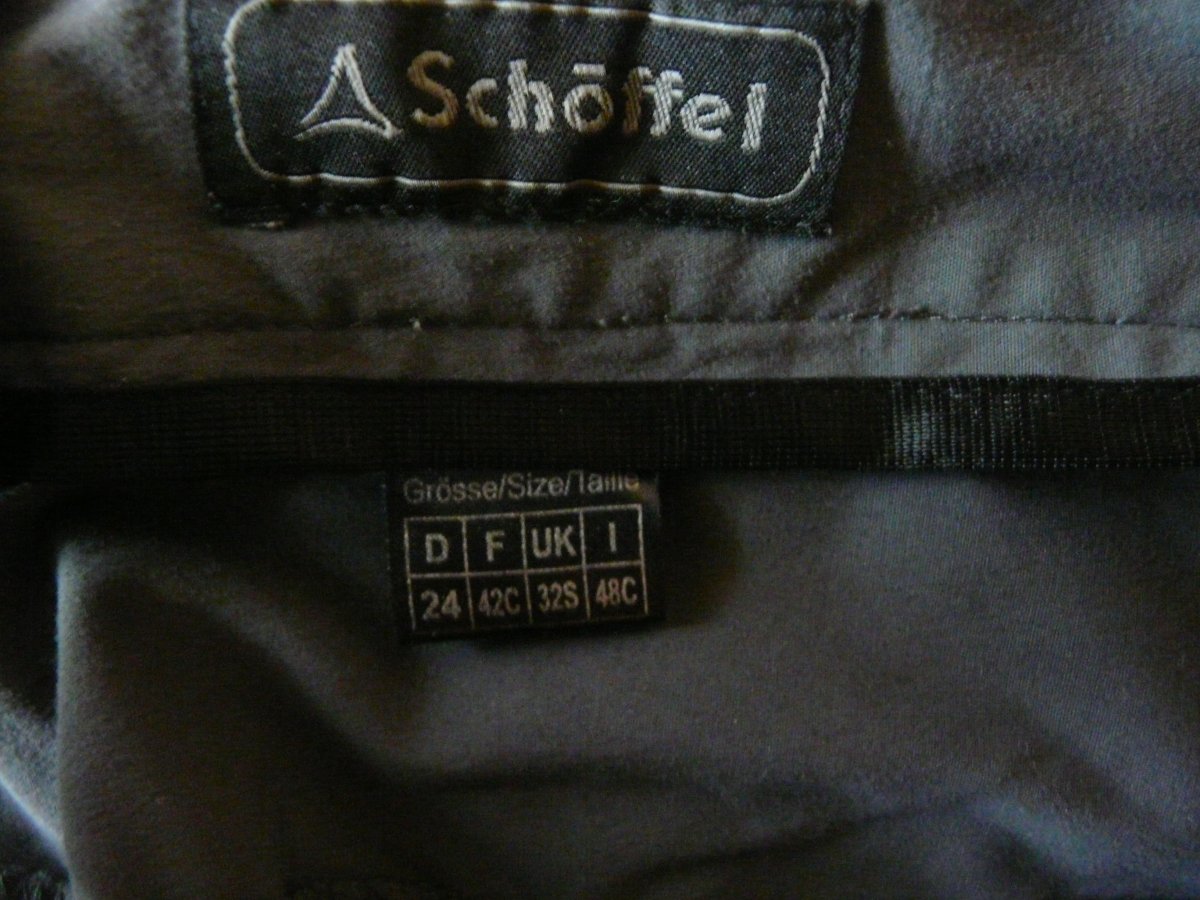 Schöffel
Grösse/Size/Taille
D F UK I
24 42C 32S 48C